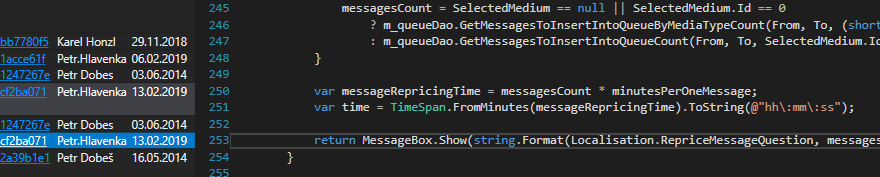 245 messagesCount = SelectedMedium == null || SelectedMedium.Id == 0
246 ? m_queueDao.GetMessagesToInsertIntoQueueByMediaTypeCount(From, To, (short
bb7780f5 Karel Honzl 29.11.2018 247 : m_queueDao.GetMessagesToInsertIntoQueueCount(From, To, SelectedMedium.Id
1acce61f Petr.Hlavenka 06.02.2019 248 }
1247267e Petr Dobes 03.06.2014 249
cf2ba071 Petr.Hlavenka 13.02.2019 250 var messageRepricingTime = messagesCount * minutesPerOneMessage;
251 var time = TimeSpan.FromMinutes(messageRepricingTime).ToString(@"hh\:mm\:ss");
1247267e Petr Dobes 03.06.2014 252
cf2ba071 Petr.Hlavenka 13.02.2019 253 return MessageBox.Show(string.Format(Localisation.RepriceMessageQuestion, messages
2a39b1e1 Petr Dobeš 16.05.2014 254 }
255